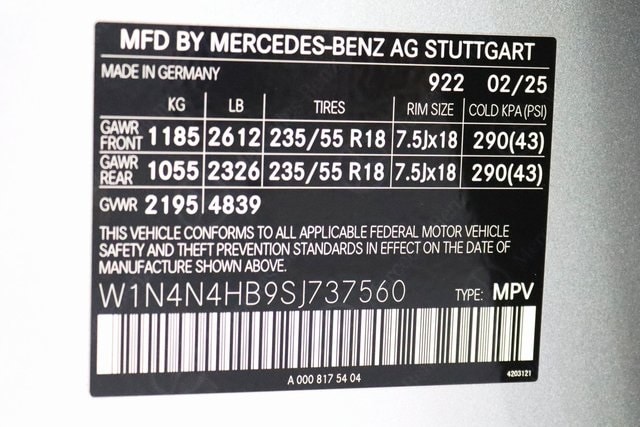 MFD BY MERCEDES-BENZ AG STUTTGART
MADE IN GERMANY 922 02/25
KG LB TIRES RIM SIZE COLD KPA (PSI)
GAWR FRONT 1185 2612 235/55 R18 7.5Jx18 290(43)
GAWR REAR 1055 2326 235/55 R18 7.5Jx18 290(43)
GVWR 2195 4839
THIS VEHICLE CONFORMS TO ALL APPLICABLE FEDERAL MOTOR VEHICLE
SAFETY AND THEFT PREVENTION STANDARDS IN EFFECT ON THE DATE OF
MANUFACTURE SHOWN ABOVE.
W1N4N4HB9SJ737560 TYPE: MPV
A 000 817 54 04 4203121